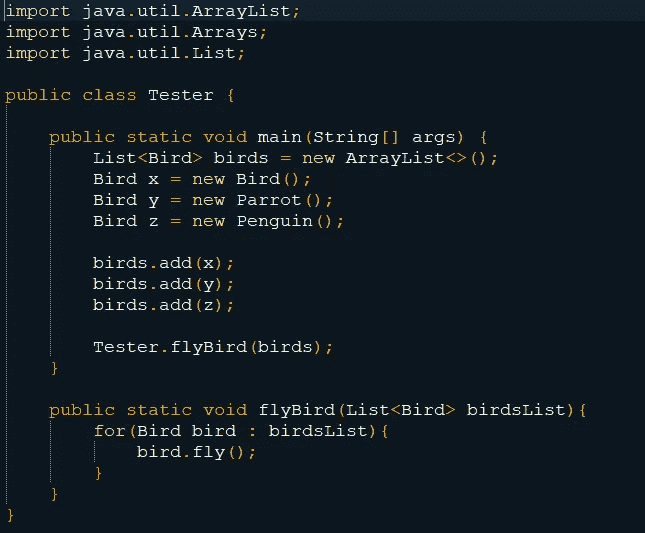 import java.util.ArrayList;
import java.util.Arrays;
import java.util.List;
public class Tester {
public static void main(String[] args) {
List<Bird> birds = new ArrayList<>();
Bird x = new Bird();
Bird y = new Parrot();
Bird z = new Penguin();
birds.add(x);
birds.add(y);
birds.add(z);
Tester.flyBird(birds);
}
public static void flyBird(List<Bird> birdsList){
for(Bird bird : birdsList){
bird.fly();
}
}
}